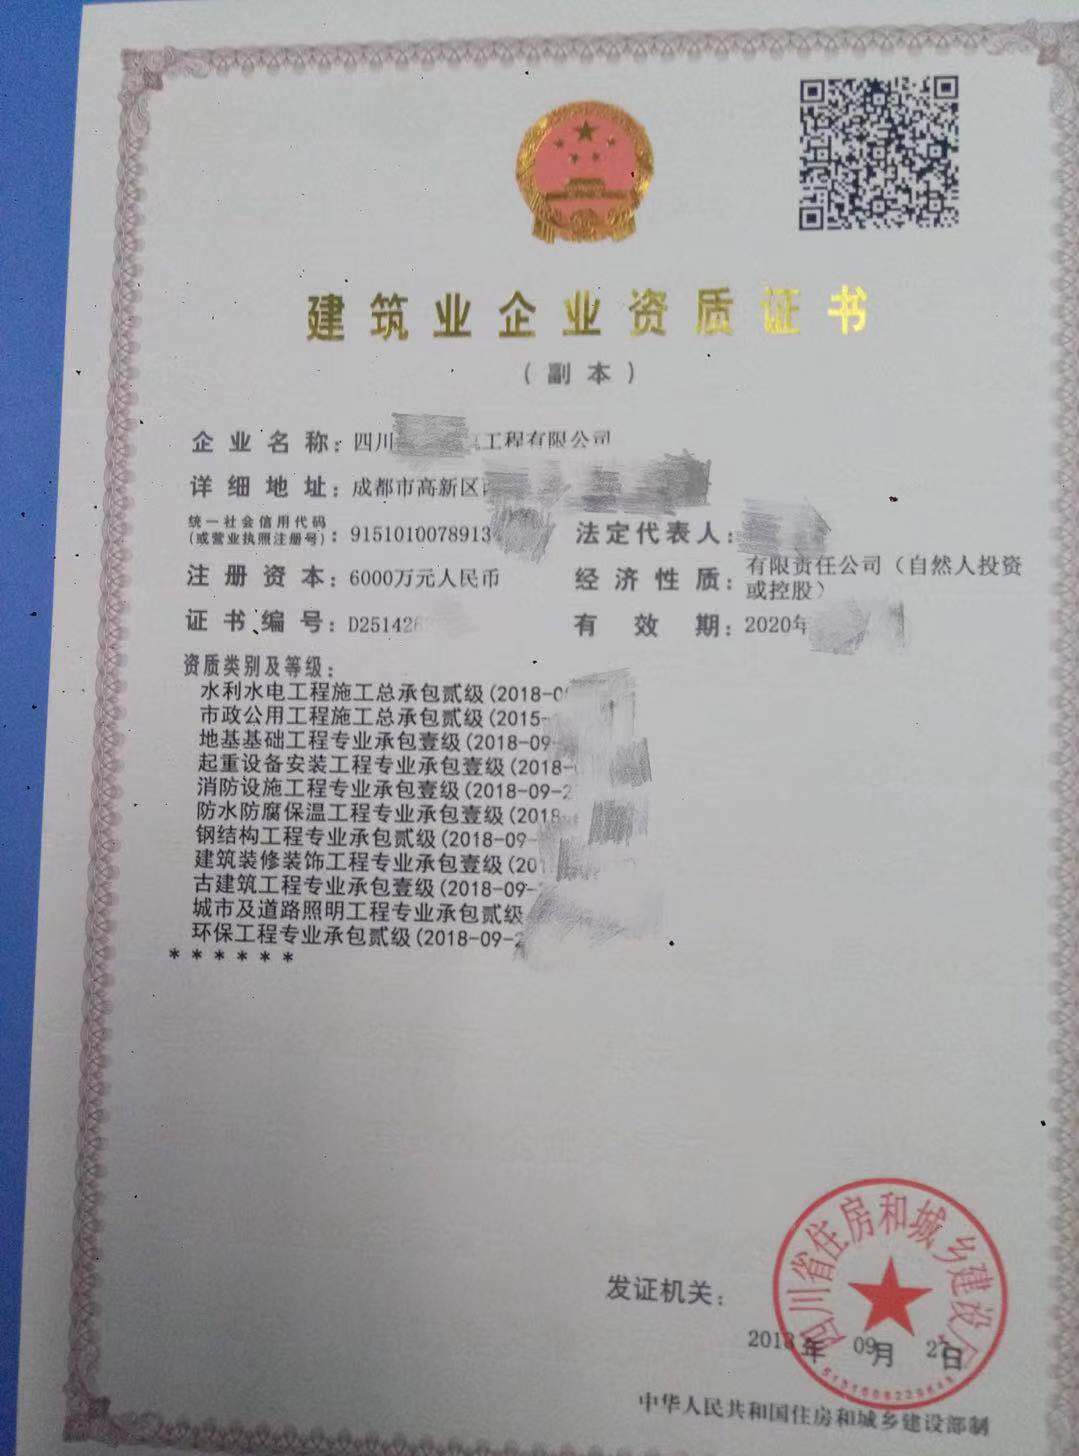 建筑业企业资质证书
（副本）
企业名称：四川 工程有限公司
详细地址：成都市高新区
统一社会信用代码
(或营业执照注册号)：9151010078913
法定代表人：
注册资本：6000万元人民币
经济性质：有限责任公司（自然人投资
或控股）
证书编号：D25142
有效期：2020年
资质类别及等级：
水利水电工程施工总承包贰级(2018-0
市政公用工程施工总承包贰级(2015-
地基基础工程专业承包壹级(2018-09-
起重设备安装工程专业承包壹级(2018-
消防设施工程专业承包壹级(2018-09-2
防水防腐保温工程专业承包壹级(2018-
钢结构工程专业承包贰级(2018-09-
建筑装修装饰工程专业承包壹级(201
古建筑工程专业承包壹级(2018-09-
城市及道路照明工程专业承包贰级
环保工程专业承包贰级(2018-09-2
******
四川省住房和城乡建设厅
发证机关：
2018年 09月 27日
中华人民共和国住房和城乡建设部制